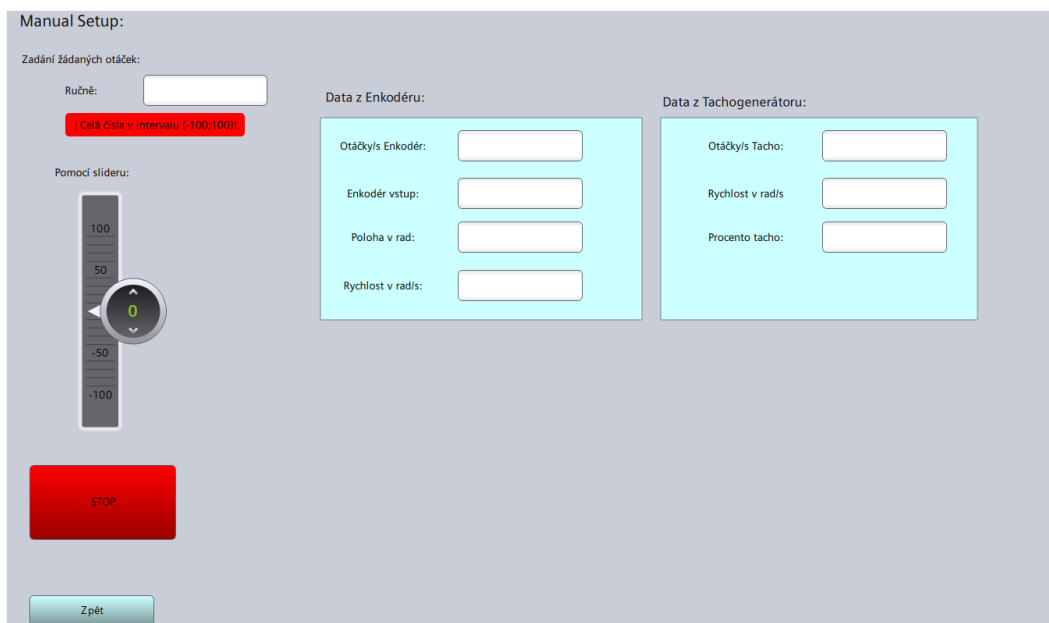 Manual Setup:
Zadání žádaných otáček:
Ručně:
! Celá čísla v intervalu (-100;100)!
Pomocí slideru:
100
50
0
-50
-100
STOP
Zpět
Data z Enkodéru:
Otáčky/s Enkodér:
Enkodér vstup:
Poloha v rad:
Rychlost v rad/s:
Data z Tachogenerátoru:
Otáčky/s Tacho:
Rychlost v rad/s
Procento tacho: